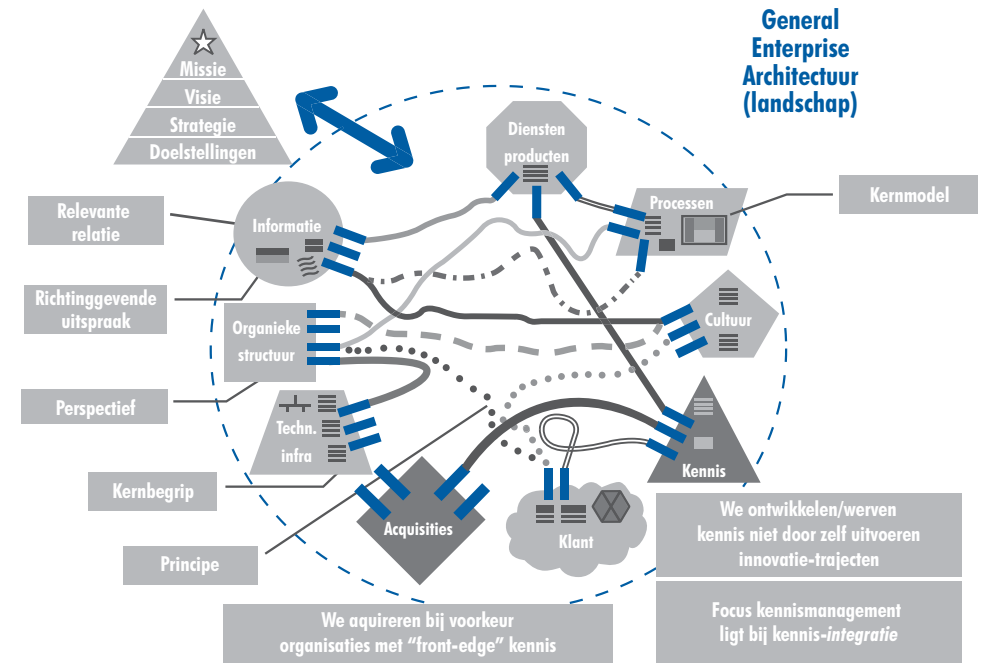 General
Enterprise
Architectuur
(landschap)
Missie
Visie
Strategie
Doelstellingen
Diensten
producten
Processen
Kernmodel
Relevante
relatie
Informatie
Richtinggevende
uitspraak
Organieke
structuur
Cultuur
Perspectief
Techn.
infra
Kennis
Kernbegrip
Acquisities
Klant
Principe
We ontwikkelen/werven
kennis niet door zelf uitvoeren
innovatie-trajecten
We aquireren bij voorkeur
organisaties met “front-edge” kennis
Focus kennismanagement
ligt bij kennis-integratie